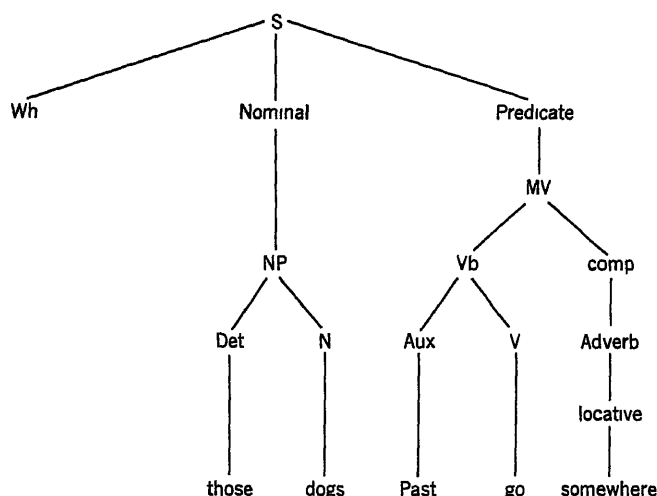 S
Wh Nominal Predicate
MV
NP Vb comp
Det N Aux V Adverb
locative
those dogs Past go somewhere